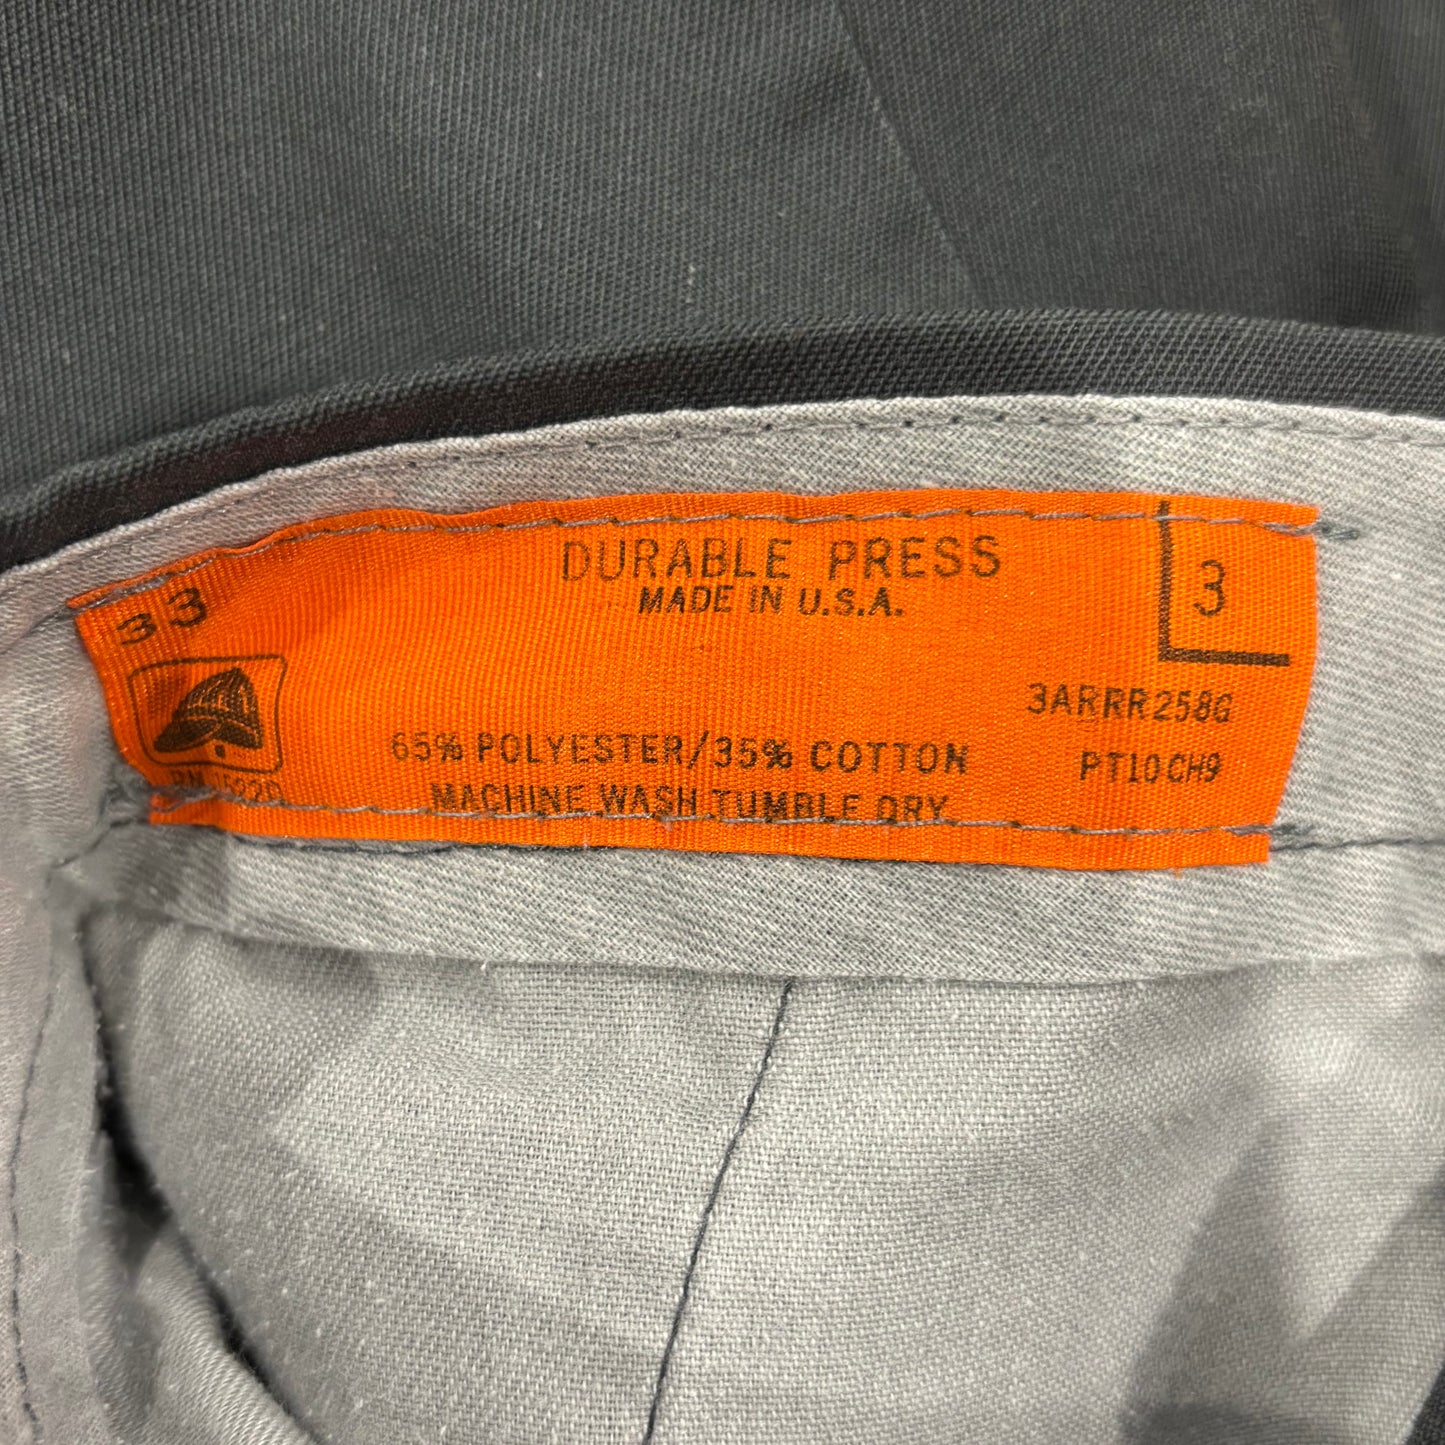 DURABLE PRESS
MADE IN U.S.A.
3
33
3ARRR258G
65% POLYESTER/35% COTTON
PT10CH9
MACHINE WASH TUMBLE DRY